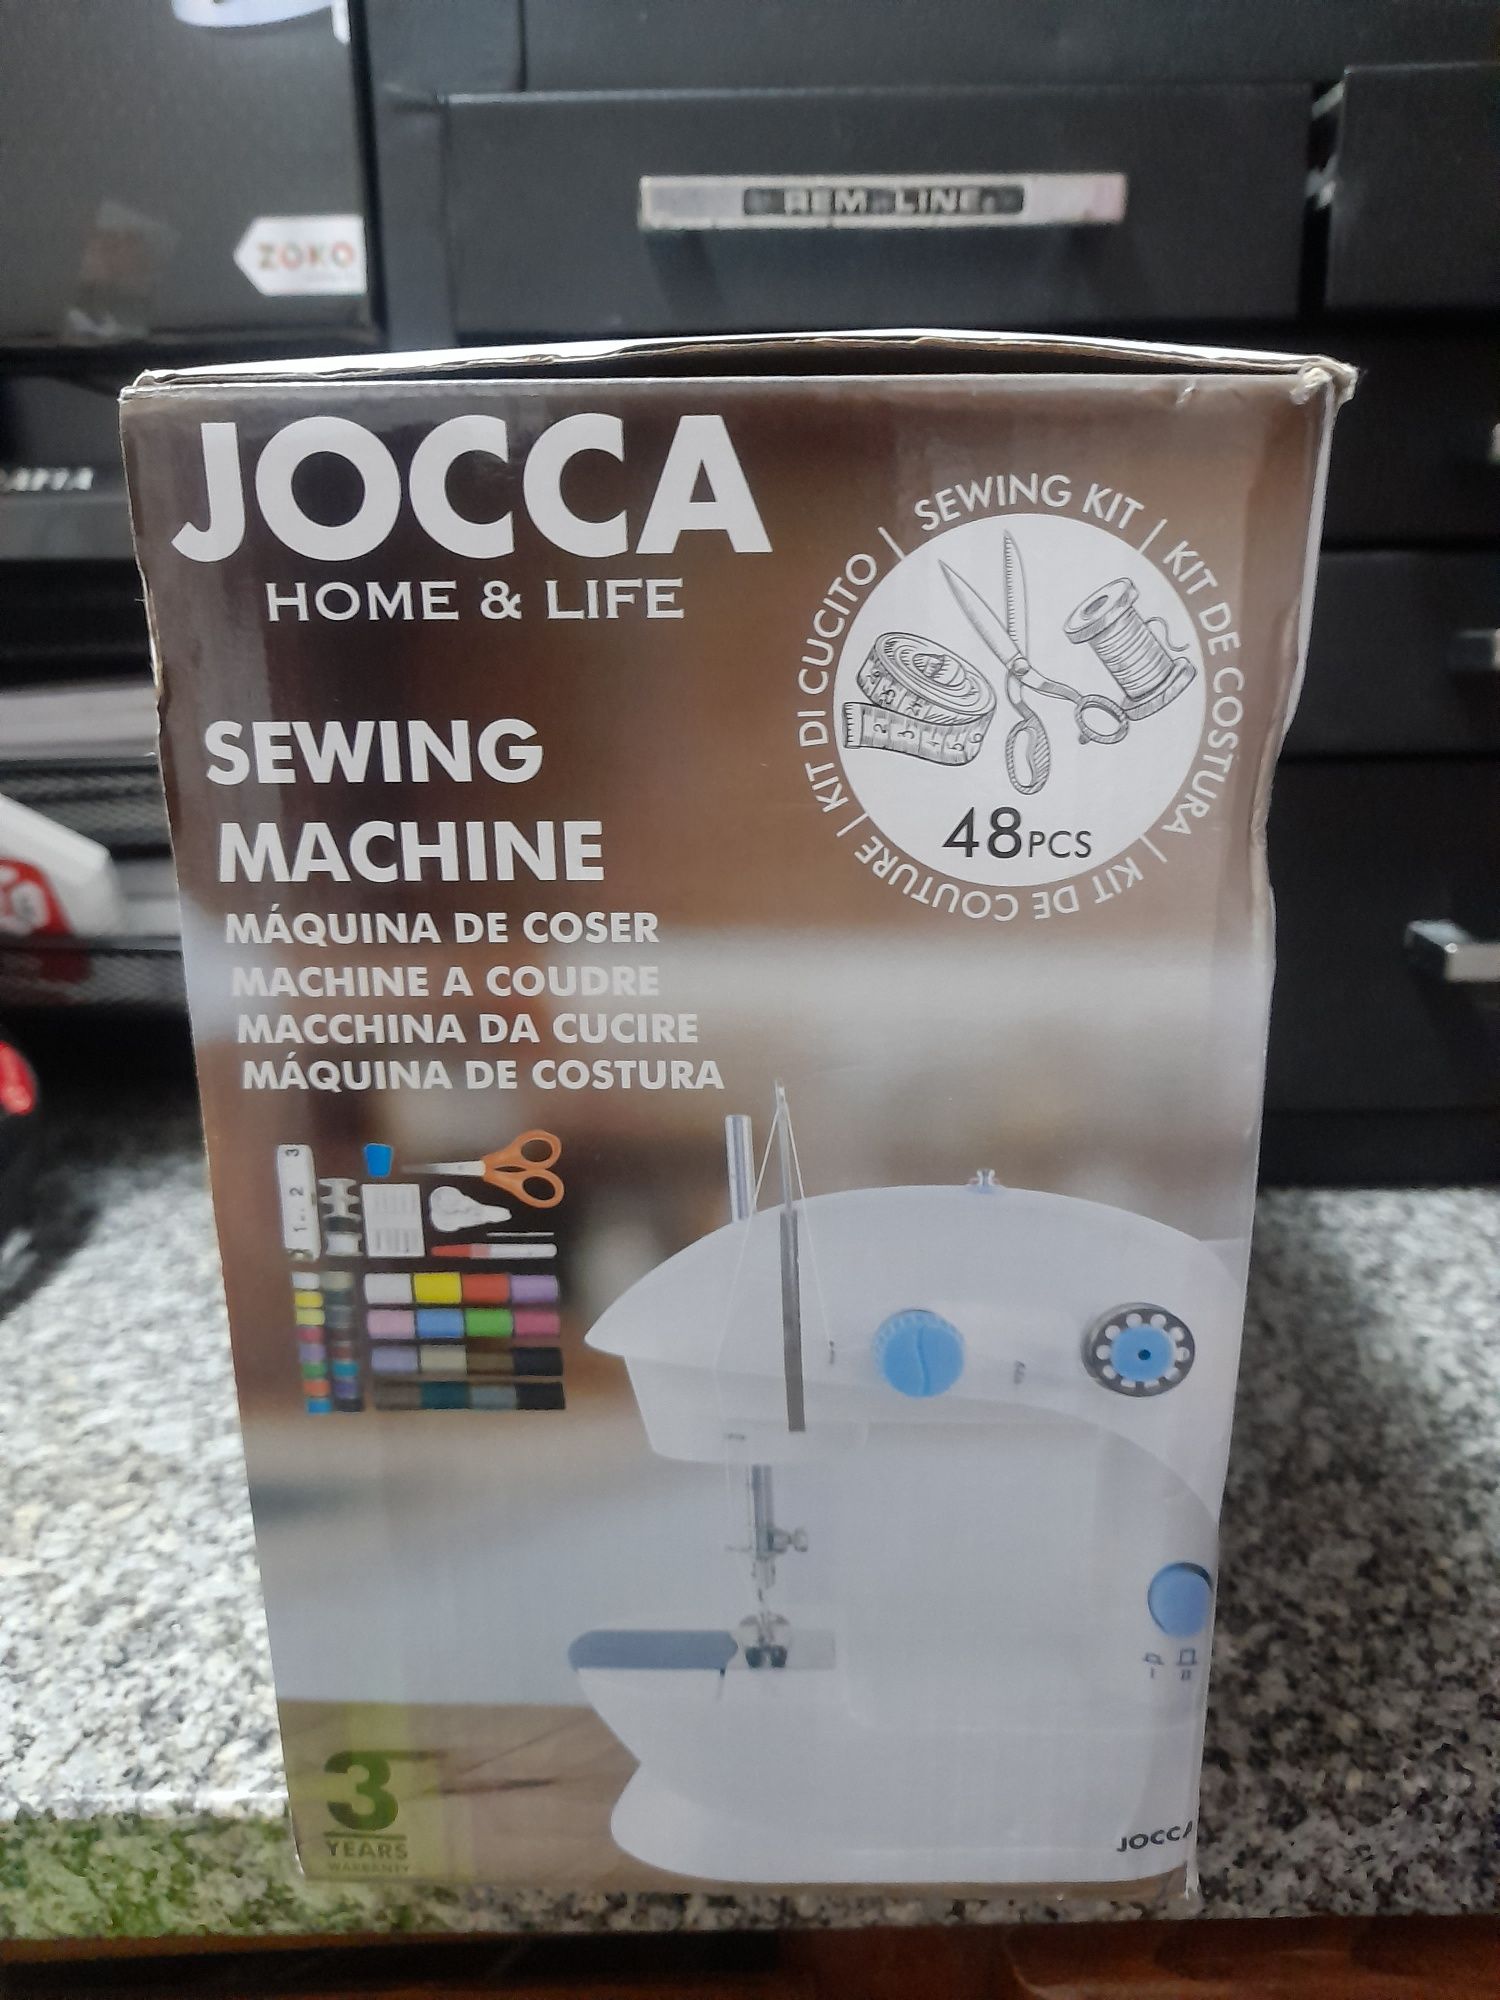 REM LINE
ZOKO
JOCCA
HOME & LIFE
SEWING KIT | KIT DE COSTURA | KIT DE COUTURE | KIT DI CUCITO |
48PCS
SEWING
MACHINE
MÁQUINA DE COSER
MACHINE A COUDRE
MACCHINA DA CUCIRE
MÁQUINA DE COSTURA
3
YEARS
WARRANTY
JOCCA